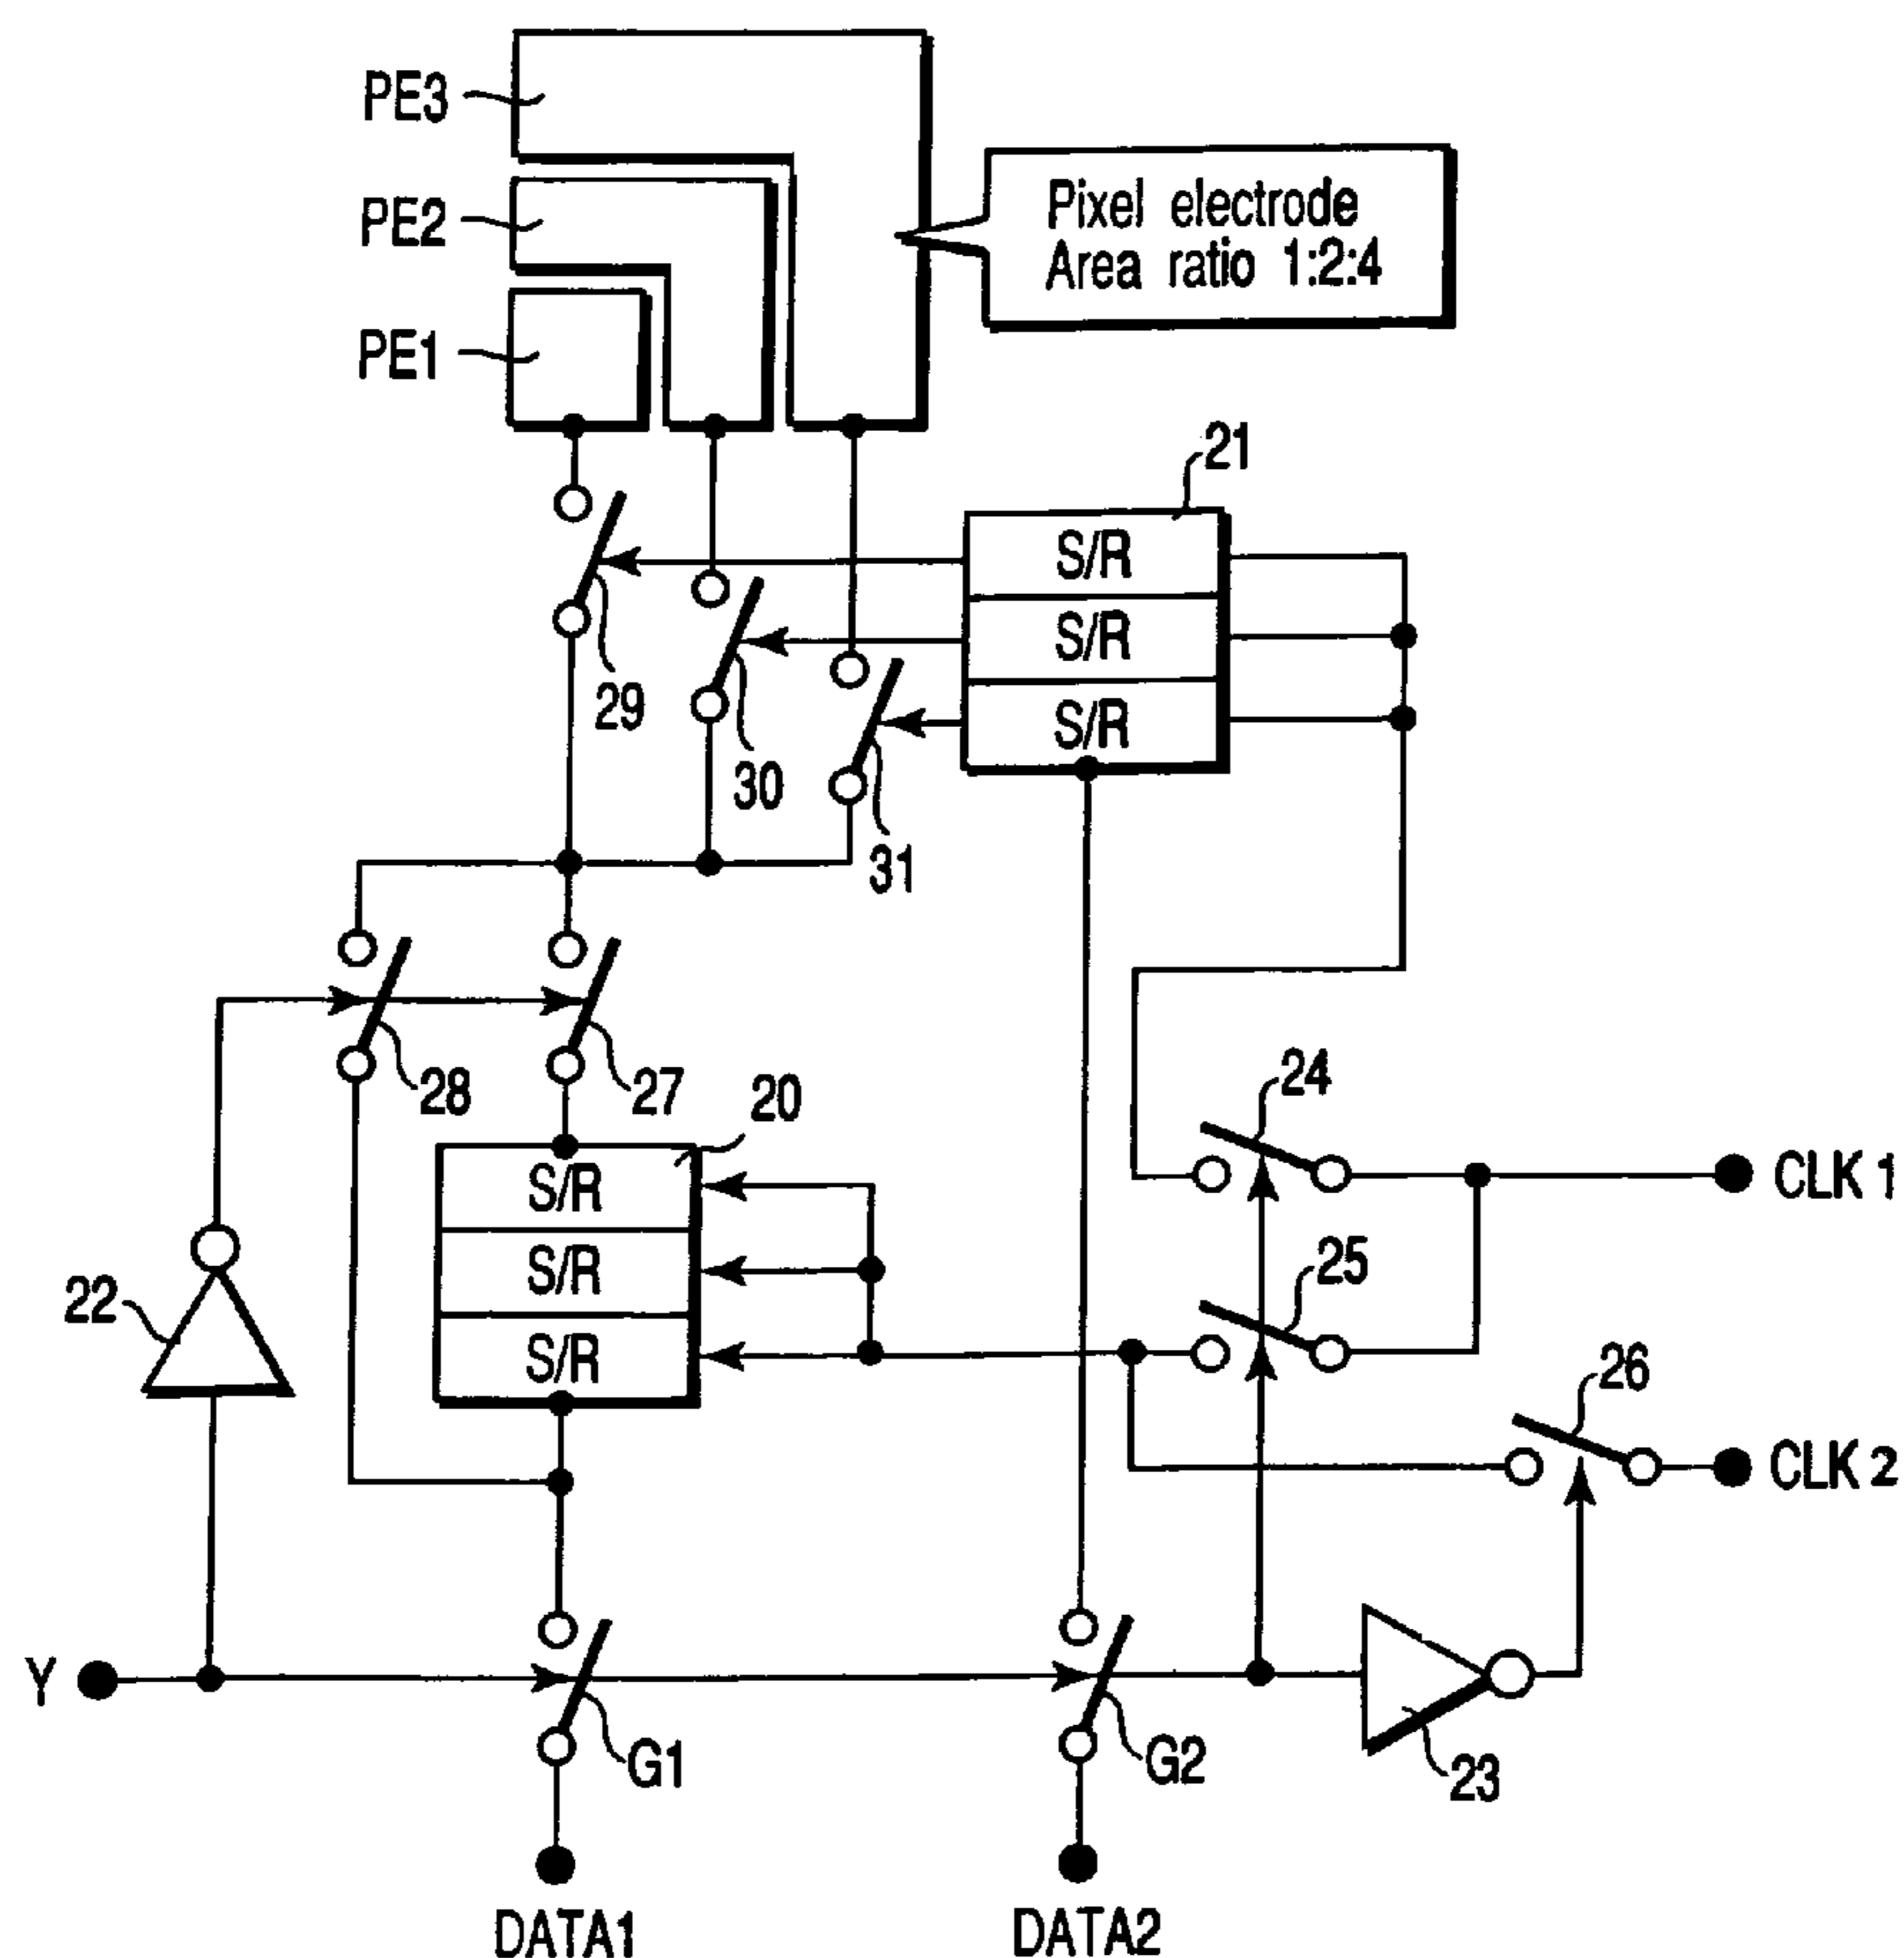 PE3
PE2
PE1
Pixel electrode
Area ratio 1:2:4
21
S/R
S/R
S/R
29
30
31
28
27
20
S/R
S/R
S/R
22
24
CLK 1
25
26
CLK 2
Y
G1
G2
23
DATA1
DATA2